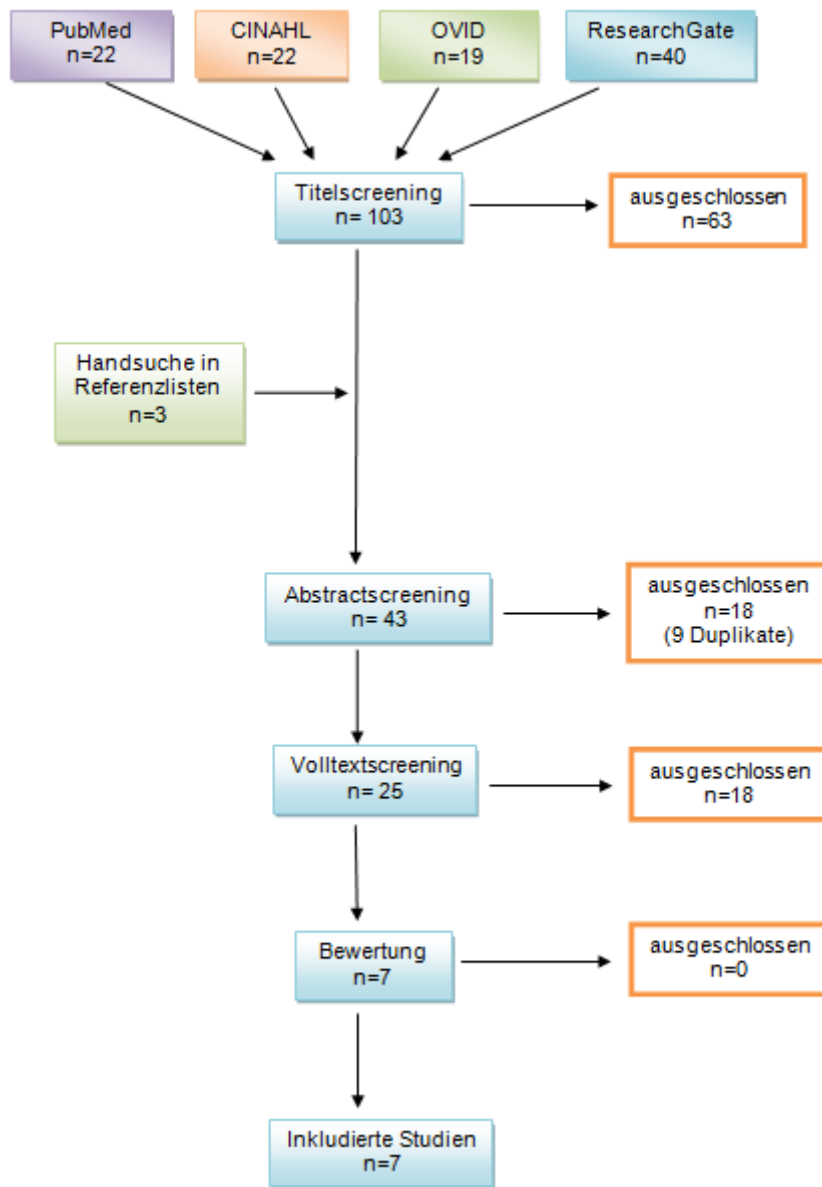 PubMed
n=22
CINAHL
n=22
OVID
n=19
ResearchGate
n=40
Titelscreening
n= 103
ausgeschlossen
n=63
Handsuche in
Referenzlisten
n=3
Abstractscreening
n= 43
ausgeschlossen
n=18
(9 Duplikate)
Volltextscreening
n= 25
ausgeschlossen
n=18
Bewertung
n=7
ausgeschlossen
n=0
Inkludierte Studien
n=7